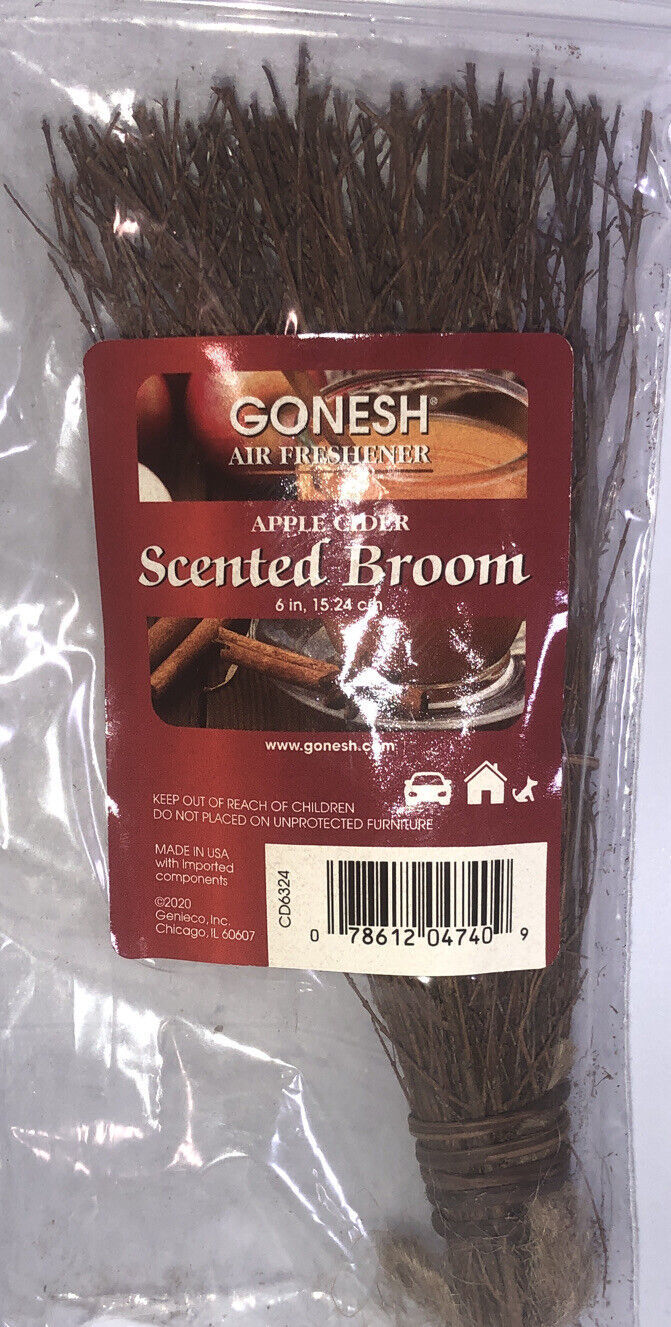 GONESH®
AIR FRESHENER
APPLE CIDER
Scented Broom
6 in, 15.24 cm
www.gonesh.com
KEEP OUT OF REACH OF CHILDREN
DO NOT PLACED ON UNPROTECTED FURNITURE
MADE IN USA
with imported
components
©2020
Genieco, Inc.
Chicago, IL 60607
CD6324
0 78612 04740 9